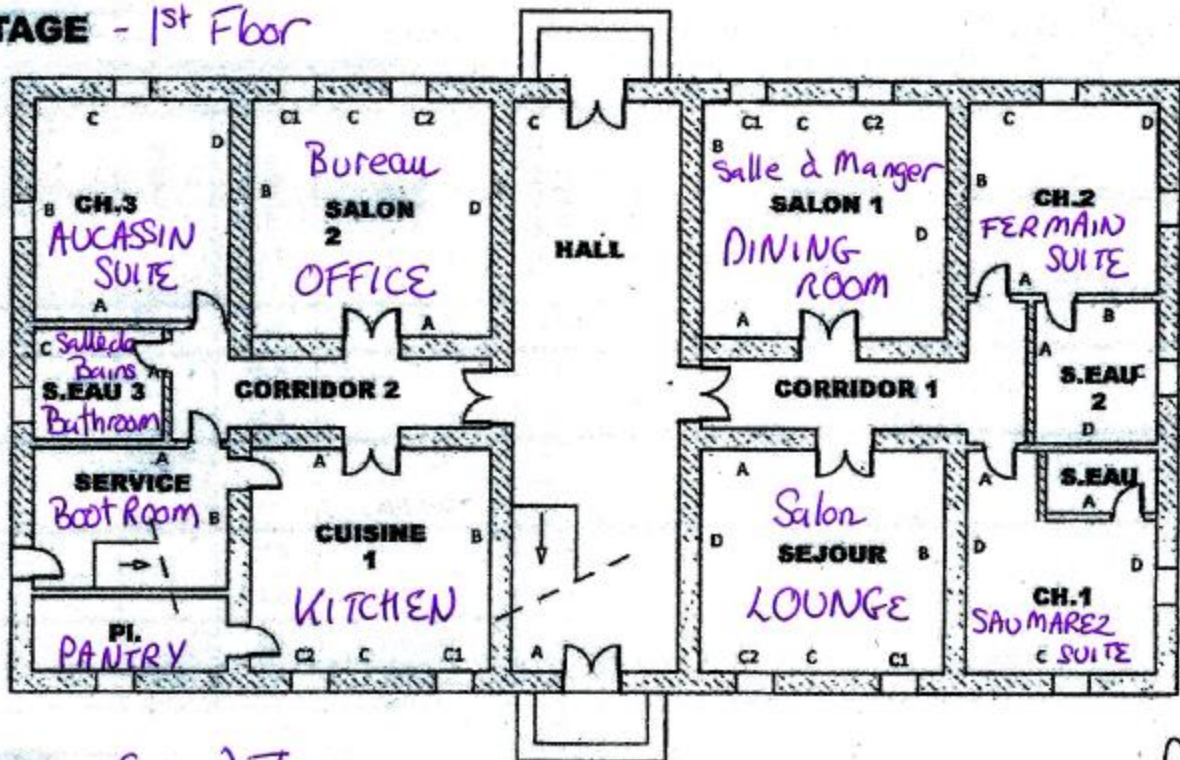 TAGE - 1st Floor
C
D
B
CH.3
AUCASSIN
SUITE
A
C1 C C2
Bureau
B
SALON
2
D
OFFICE
A
C
HALL
C1 C C2
B
Salle à Manger
SALON 1
D
DINING
ROOM
A
C
D
B
CH.2
FERMAIN
SUITE
A
C Salle de
Bains
A
S.EAU 3
Bathroom
CORRIDOR 2
CORRIDOR 1
B
A
S.EAU C
2
D
A
SERVICE
Boot Room
B
A
CUISINE
1
B
KITCHEN
C2 C C1
PI.
PANTRY
A
A
Salon
D
SEJOUR
B
LOUNGE
C2 C C1
A
S.EAU
A
D
D
CH.1
SAUMAREZ
C SUITE